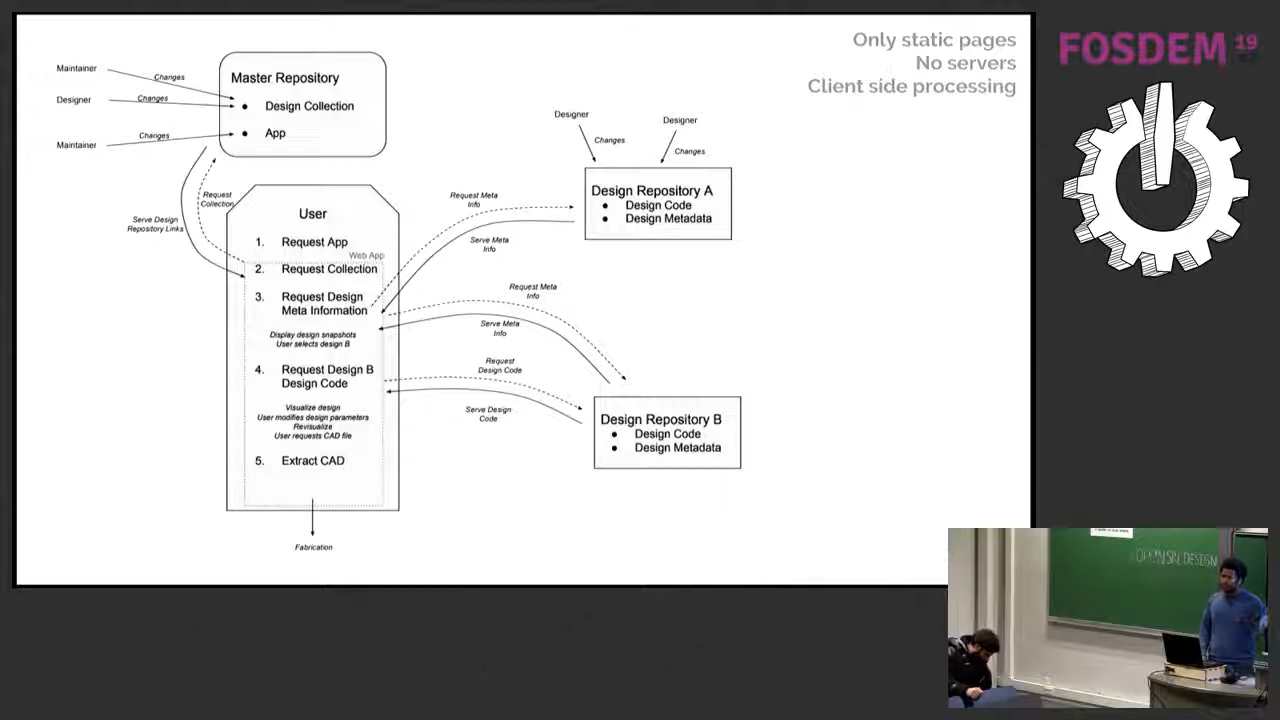 Only static pages
No servers
Client side processing
FOSDEM 19
Maintainer
Changes
Designer
Changes
Maintainer
Changes
Master Repository
Design Collection
App
Request
Collection
Serve Design
Repository Links
User
1. Request App
Web App
2. Request Collection
3. Request Design
Meta Information
Display design snapshots
User selects design B
4. Request Design B
Design Code
Visualize design
User modifies design parameters
Revisualize
User requests CAD file
5. Extract CAD
Fabrication
Request Meta
Info
Serve Meta
Info
Request Meta
Info
Serve Meta
Info
Request
Design Code
Serve Design
Code
Designer
Changes
Designer
Changes
Design Repository A
Design Code
Design Metadata
Design Repository B
Design Code
Design Metadata